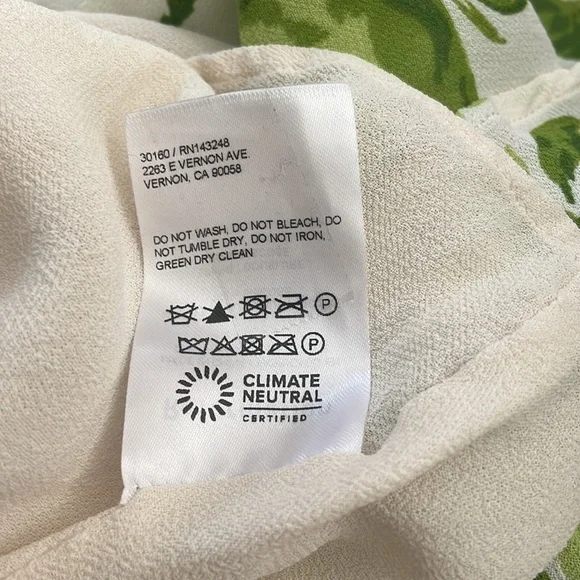 30160 / RN143248
2263 E VERNON AVE.
VERNON, CA 90058
DO NOT WASH, DO NOT BLEACH, DO
NOT TUMBLE DRY, DO NOT IRON,
GREEN DRY CLEAN
P
P
CLIMATE
NEUTRAL
CERTIFIED